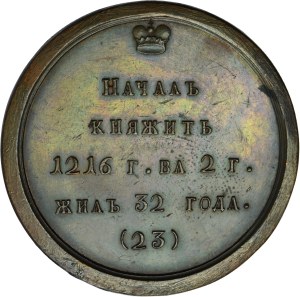 Началъ
княжить
1216 г. вл 2 г.
жилъ 32 года.
(23)